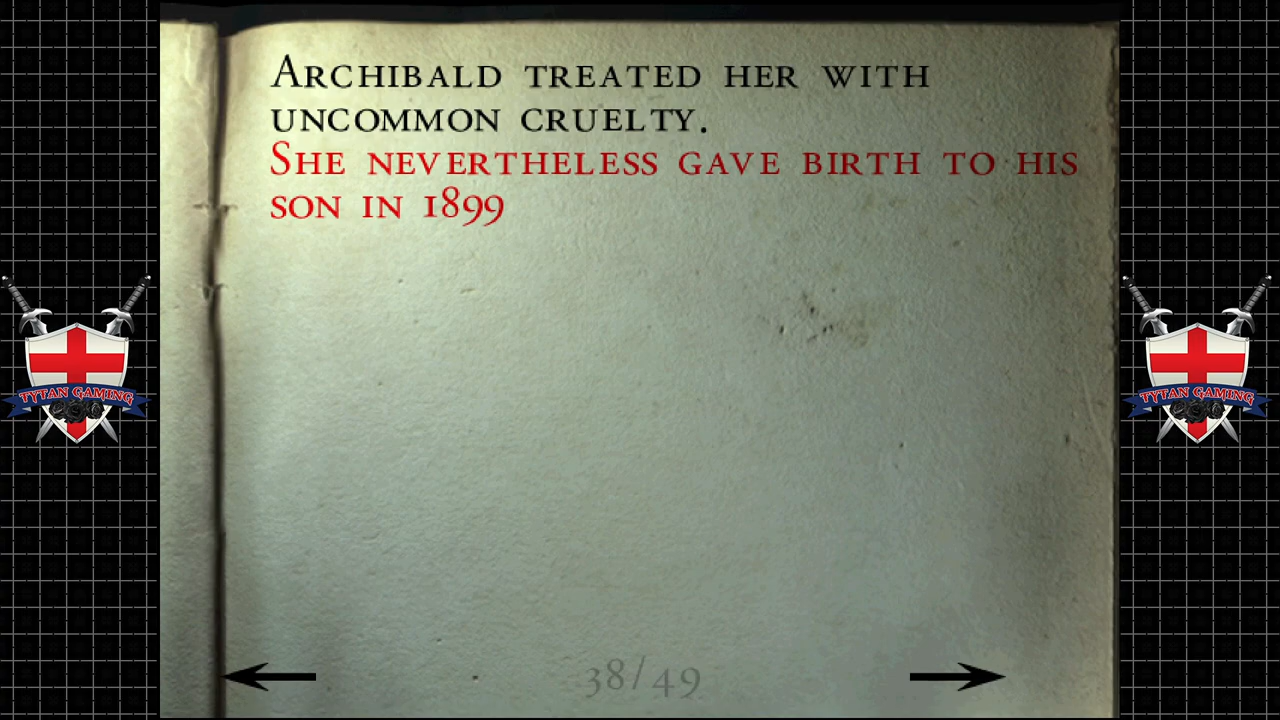 Archibald treated her with
uncommon cruelty.
She nevertheless gave birth to his
son in 1899
TYTAN GAMING
TYTAN GAMING
38/49